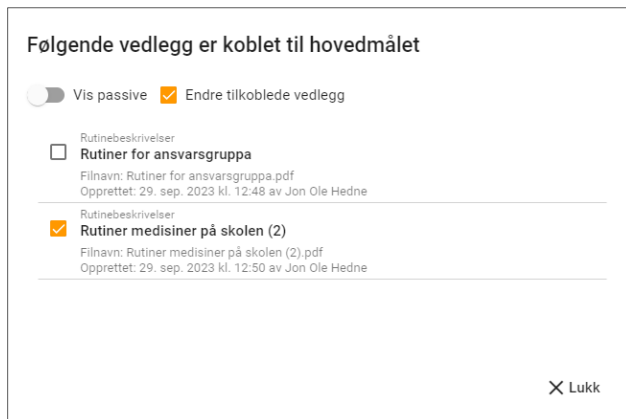 Følgende vedlegg er koblet til hovedmålet
Vis passive Endre tilkoblede vedlegg
Rutinebeskrivelser
Rutiner for ansvarsgruppa
Filnavn: Rutiner for ansvarsgruppa.pdf
Opprettet: 29. sep. 2023 kl. 12:48 av Jon Ole Hedne
Rutinebeskrivelser
Rutiner medisiner på skolen (2)
Filnavn: Rutiner medisiner på skolen (2).pdf
Opprettet: 29. sep. 2023 kl. 12:50 av Jon Ole Hedne
Lukk